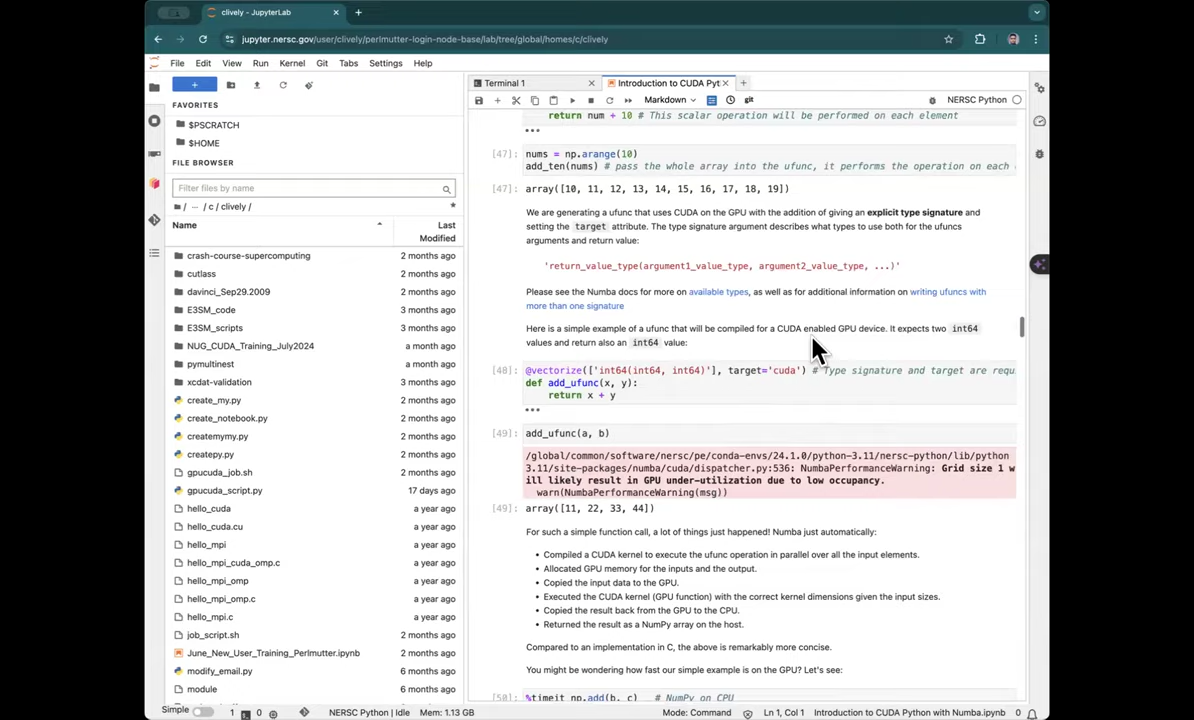 clively - JupyterLab
jupyter.nersc.gov/user/clively/perlmutter-login-node-base/lab/tree/global/homes/c/clively
File Edit View Run Kernel Git Tabs Settings Help
FAVORITES
$PSCRATCH
$HOME
FILE BROWSER
Filter files by name
/ ··· / c / clively /
Name Last Modified
crash-course-supercomputing 2 months ago
cutlass 2 months ago
davinci_Sep29.2009 2 months ago
E3SM_code 2 months ago
E3SM_scripts 2 months ago
NUG_CUDA_Training_July2024 a month ago
pymultinest a month ago
xcdat-validation 2 months ago
create_my.py 2 months ago
create_notebook.py 2 months ago
createmymy.py 2 months ago
createpy.py 2 months ago
gpucuda_job.sh 2 months ago
gpucuda_script.py 17 days ago
hello_cuda a year ago
hello_cuda.cu a year ago
hello_mpi a year ago
hello_mpi_cuda_omp.c a year ago
hello_mpi_omp a year ago
hello_mpi_omp.c a year ago
hello_mpi.c a year ago
job_script.sh 2 months ago
June_New_User_Training_Perlmutter.ipynb 2 months ago
modify_email.py 6 months ago
module 6 months ago
Terminal 1
Introduction to CUDA Pyt
Markdown
git
NERSC Python
return num + 10 # This scalar operation will be performed on each element
[47]: nums = np.arange(10)
add_ten(nums) # pass the whole array into the ufunc, it performs the operation on each
[47]: array([10, 11, 12, 13, 14, 15, 16, 17, 18, 19])
We are generating a ufunc that uses CUDA on the GPU with the addition of giving an explicit type signature and
setting the target attribute. The type signature argument describes what types to use both for the ufuncs
arguments and return value:
'return_value_type(argument1_value_type, argument2_value_type, ...)'
Please see the Numba docs for more on available types, as well as for additional information on writing ufuncs with
more than one signature
Here is a simple example of a ufunc that will be compiled for a CUDA enabled GPU device. It expects two int64
values and return also an int64 value:
[48]: @vectorize(['int64(int64, int64)'], target='cuda') # Type signature and target are requ
def add_ufunc(x, y):
return x + y
[49]: add_ufunc(a, b)
/global/common/software/nersc/pe/conda-envs/24.1.0/python-3.11/nersc-python/lib/python
3.11/site-packages/numba/cuda/dispatcher.py:536: NumbaPerformanceWarning: Grid size 1 w
ill likely result in GPU under-utilization due to low occupancy.
warn(NumbaPerformanceWarning(msg))
[49]: array([11, 22, 33, 44])
For such a simple function call, a lot of things just happened! Numba just automatically:
• Compiled a CUDA kernel to execute the ufunc operation in parallel over all the input elements.
• Allocated GPU memory for the inputs and the output.
• Copied the input data to the GPU.
• Executed the CUDA kernel (GPU function) with the correct kernel dimensions given the input sizes.
• Copied the result back from the GPU to the CPU.
• Returned the result as a NumPy array on the host.
Compared to an implementation in C, the above is remarkably more concise.
You might be wondering how fast our simple example is on the GPU? Let's see:
[50]: %timeit np.add(b, c) # NumPy on CPU
Simple 1 0 NERSC Python | Idle Mem: 1.13 GB Mode: Command Ln 1, Col 1 Introduction to CUDA Python with Numba.ipynb 0